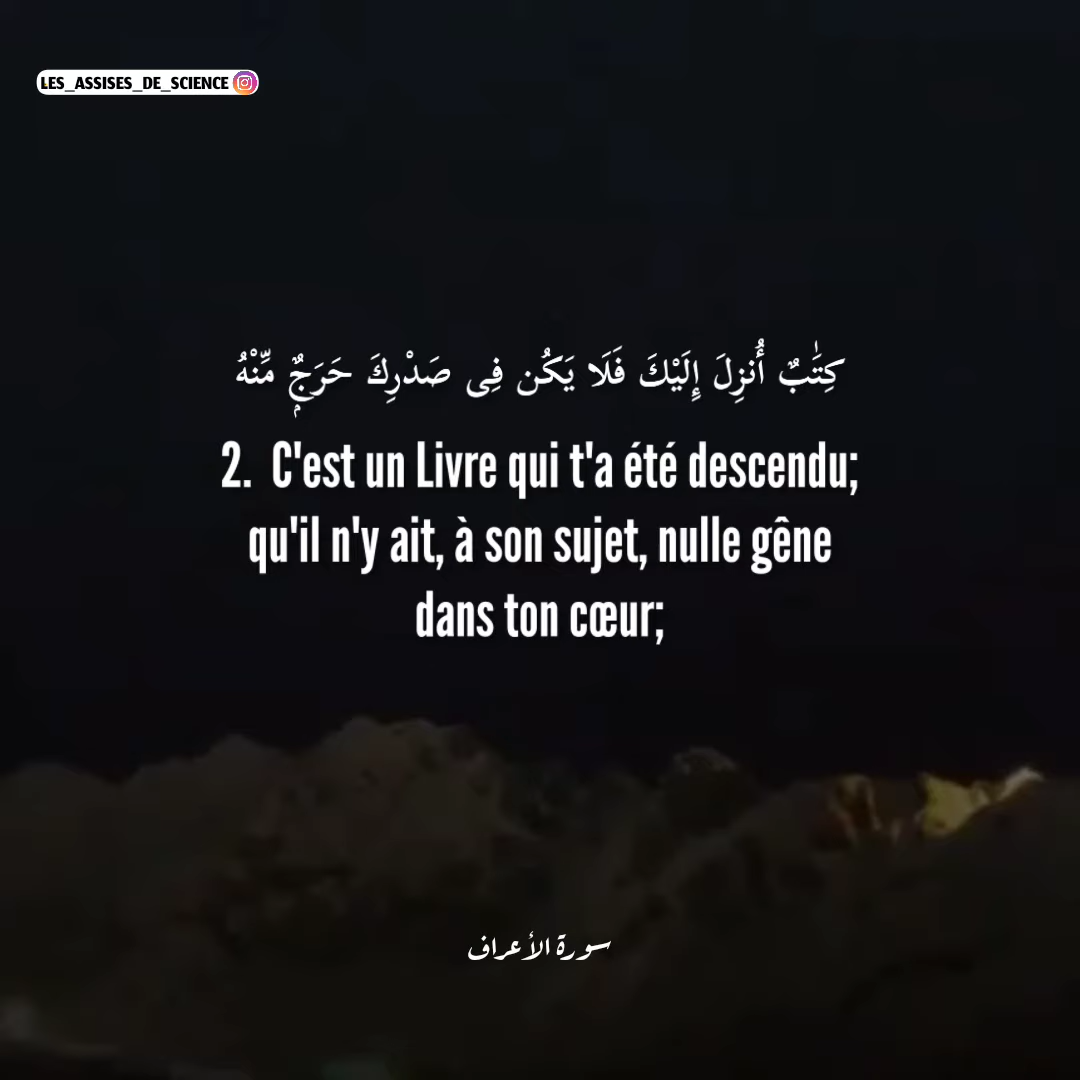 LES_ASSISES_DE_SCIENCE
كِتَٰبٌ أُنزِلَ إِلَيْكَ فَلَا يَكُن فِى صَدْرِكَ حَرَجٌۭ مِّنْهُ
2. C'est un Livre qui t'a été descendu;
qu'il n'y ait, à son sujet, nulle gêne
dans ton cœur;
سورة الأعراف